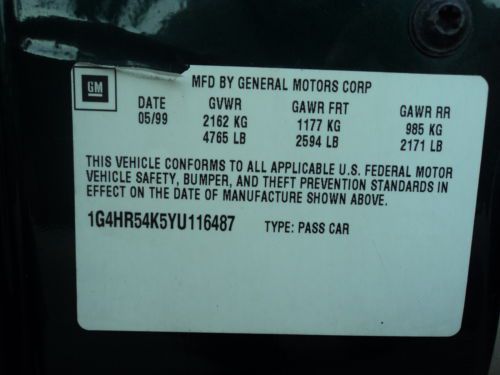 GM
MFD BY GENERAL MOTORS CORP
DATE GVWR GAWR FRT GAWR RR
05/99 2162 KG 1177 KG 985 KG
4765 LB 2594 LB 2171 LB
THIS VEHICLE CONFORMS TO ALL APPLICABLE U.S. FEDERAL MOTOR
VEHICLE SAFETY, BUMPER, AND THEFT PREVENTION STANDARDS IN
EFFECT ON THE DATE OF MANUFACTURE SHOWN ABOVE.
1G4HR54K5YU116487 TYPE: PASS CAR